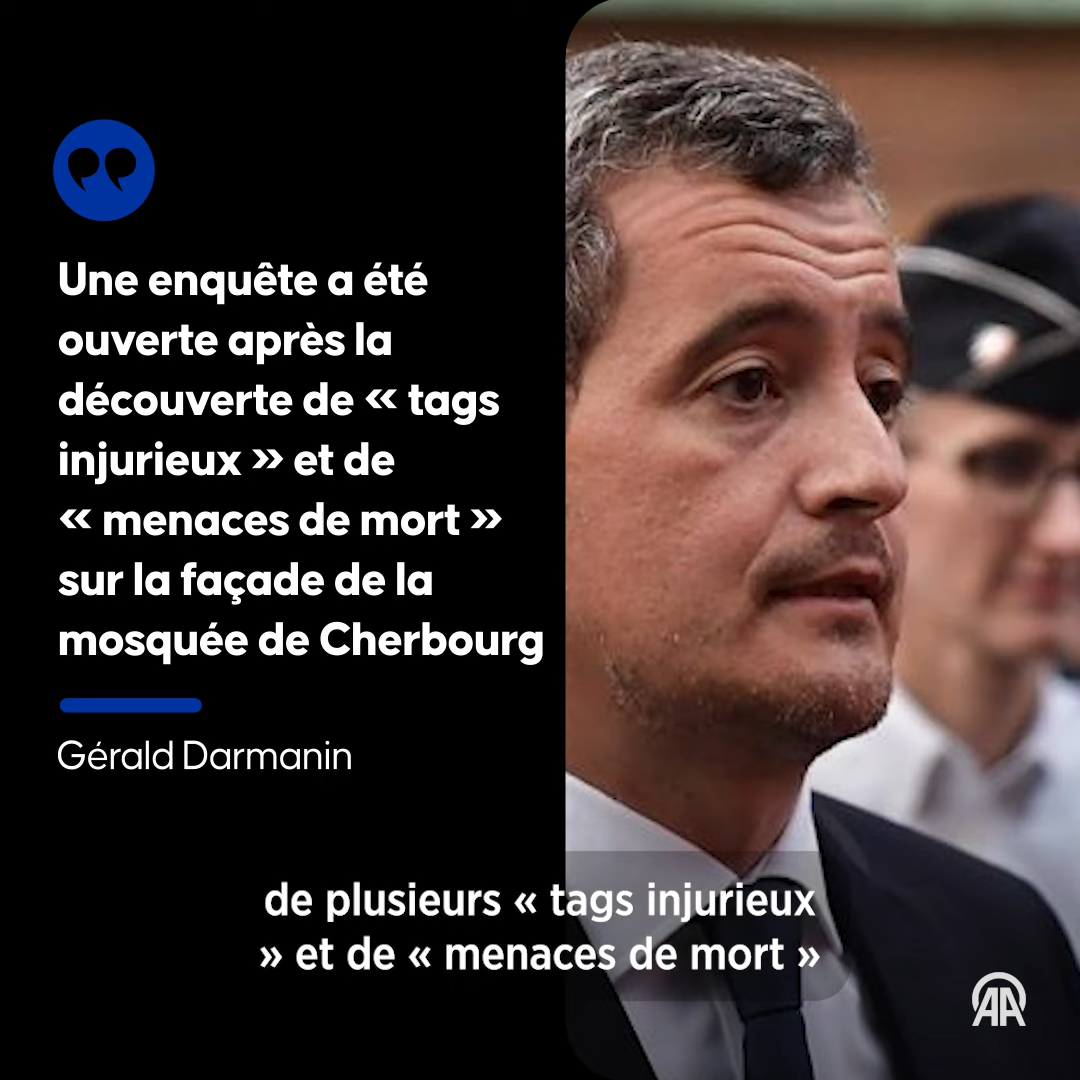 Une enquête a été
ouverte après la
découverte de « tags
injurieux » et de
« menaces de mort »
sur la façade de la
mosquée de Cherbourg
Gérald Darmanin
de plusieurs « tags injurieux
» et de « menaces de mort »
AA